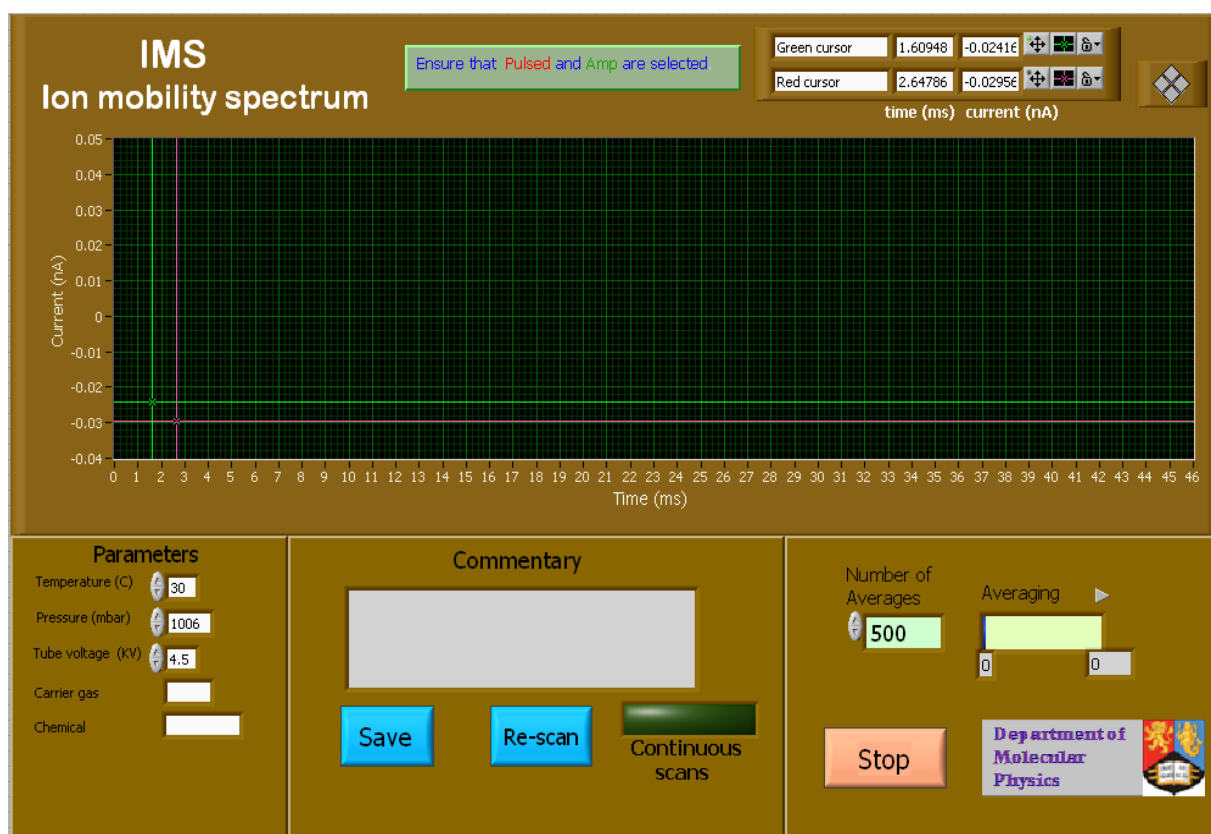 IMS
Ion mobility spectrum
Ensure that Pulsed and Amp are selected
Green cursor 1.60948 -0.02416
Red cursor 2.64786 -0.02956
time (ms) current (nA)
0.05
0.04
0.03
0.02
0.01
0
-0.01
-0.02
-0.03
-0.04
Current (nA)
0 1 2 3 4 5 6 7 8 9 10 11 12 13 14 15 16 17 18 19 20 21 22 23 24 25 26 27 28 29 30 31 32 33 34 35 36 37 38 39 40 41 42 43 44 45 46
Time (ms)
Parameters
Temperature (C) 30
Pressure (mbar) 1006
Tube voltage (KV) 4.5
Carrier gas
Chemical
Commentary
Save
Re-scan
Continuous
scans
Number of
Averages
500
Averaging
0 0
Stop
Department of
Molecular
Physics